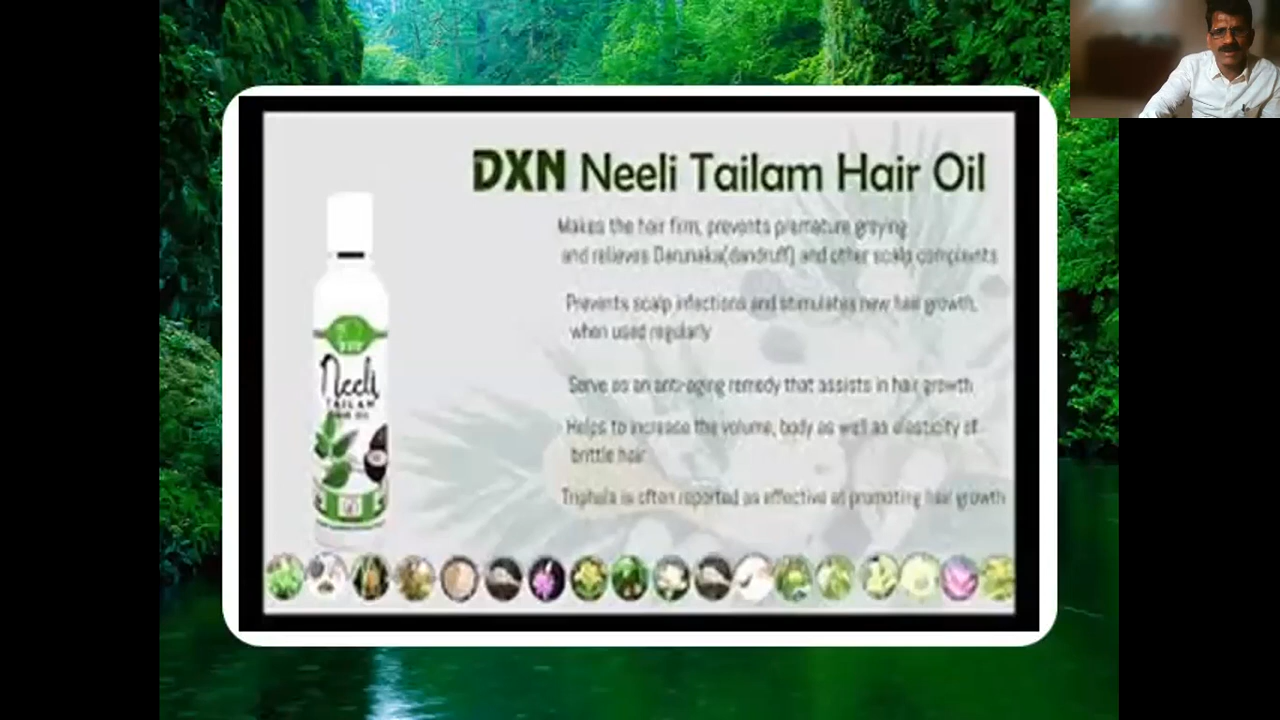 DXN Neeli Tailam Hair Oil
Makes the hair firm, prevents premature greying
and relieves Darunaka(dandruff) and other scalp complaints
Prevents scalp infections and stimulates new hair growth,
when used regularly
Serve as an anti-aging remedy that assists in hair growth
Helps to increase the volume, body as well as elasticity of
brittle hair
Triphala is often reported as effective at promoting hair growth
Neeli
TAILAM
HAIR OIL